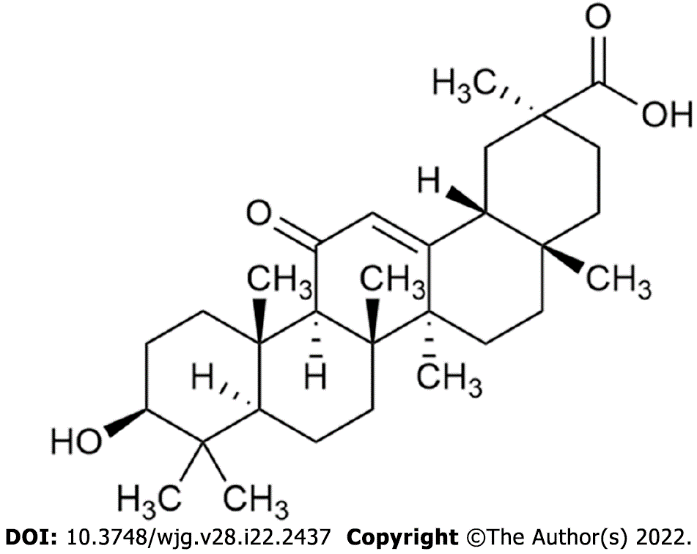 O
H₃C
OH
H
O
CH₃
CH₃
CH₃
H
H
CH₃
HO
H₃C
CH₃
DOI: 10.3748/wjg.v28.i22.2437 Copyright ©The Author(s) 2022.